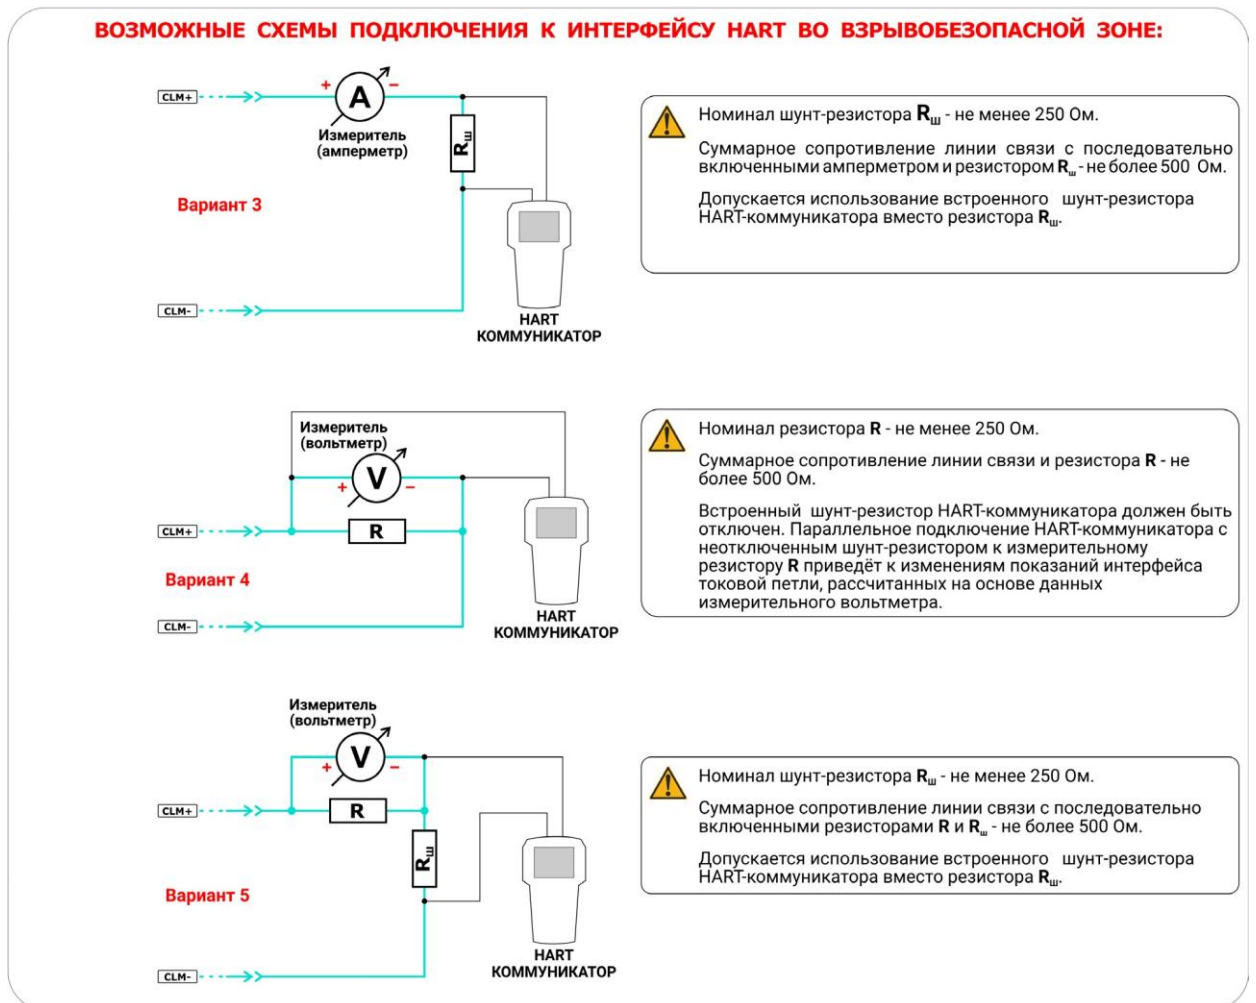 ВОЗМОЖНЫЕ СХЕМЫ ПОДКЛЮЧЕНИЯ К ИНТЕРФЕЙСУ HART ВО ВЗРЫВОБЕЗОПАСНОЙ ЗОНЕ:
CLM+
+
A
−
Измеритель
(амперметр)
Rш
Вариант 3
CLM-
HART
КОММУНИКАТОР
Номинал шунт-резистора Rш - не менее 250 Ом.
Суммарное сопротивление линии связи с последовательно
включенными амперметром и резистором Rш - не более 500 Ом.
Допускается использование встроенного шунт-резистора
HART-коммуникатора вместо резистора Rш.
Измеритель
(вольтметр)
+
V
−
CLM+
R
Вариант 4
CLM-
HART
КОММУНИКАТОР
Номинал резистора R - не менее 250 Ом.
Суммарное сопротивление линии связи и резистора R - не
более 500 Ом.
Встроенный шунт-резистор HART-коммуникатора должен быть
отключен. Параллельное подключение HART-коммуникатора с
неотключенным шунт-резистором к измерительному
резистору R приведёт к изменениям показаний интерфейса
токовой петли, рассчитанных на основе данных
измерительного вольтметра.
Измеритель
(вольтметр)
+
V
−
CLM+
R
Rш
Вариант 5
CLM-
HART
КОММУНИКАТОР
Номинал шунт-резистора Rш - не менее 250 Ом.
Суммарное сопротивление линии связи с последовательно
включенными резисторами R и Rш - не более 500 Ом.
Допускается использование встроенного шунт-резистора
HART-коммуникатора вместо резистора Rш.